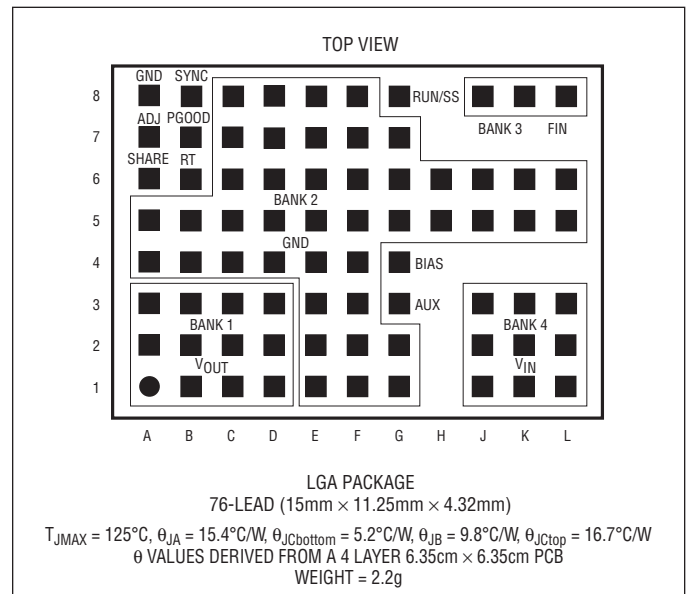 TOP VIEW
GND SYNC
8 RUN/SS
ADJ PGOOD BANK 3 FIN
7
SHARE RT
6
BANK 2
5
GND
4 BIAS
3 AUX
BANK 1 BANK 4
2
VOUT VIN
1
A B C D E F G H J K L
LGA PACKAGE
76-LEAD (15mm × 11.25mm × 4.32mm)
TJMAX = 125°C, θJA = 15.4°C/W, θJCbottom = 5.2°C/W, θJB = 9.8°C/W, θJCtop = 16.7°C/W
θ VALUES DERIVED FROM A 4 LAYER 6.35cm × 6.35cm PCB
WEIGHT = 2.2g